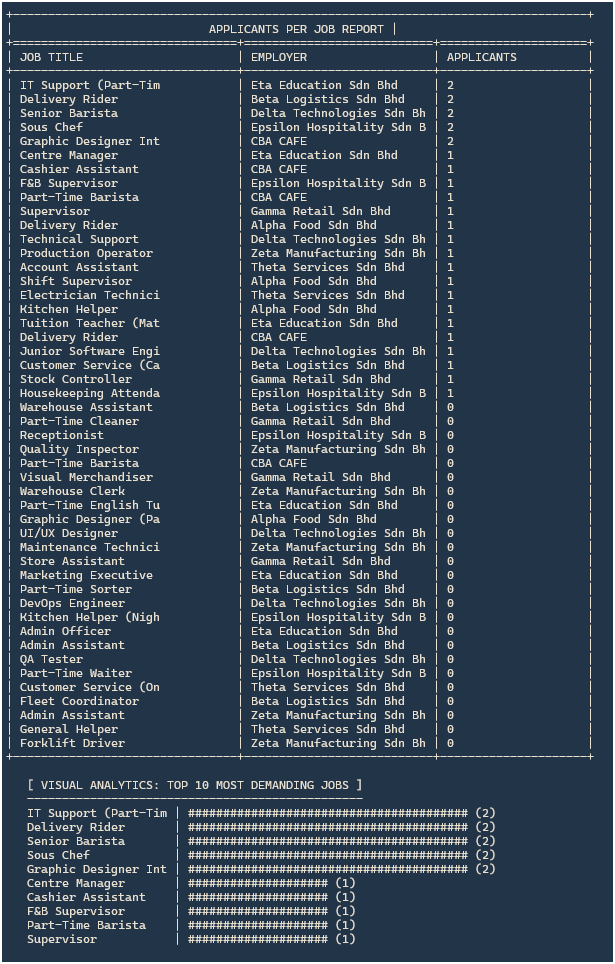 APPLICANTS PER JOB REPORT |
| JOB TITLE | EMPLOYER | APPLICANTS |
| IT Support (Part-Tim | Eta Education Sdn Bhd | 2 |
| Delivery Rider | Beta Logistics Sdn Bhd | 2 |
| Senior Barista | Delta Technologies Sdn Bh | 2 |
| Sous Chef | Epsilon Hospitality Sdn B | 2 |
| Graphic Designer Int | CBA CAFE | 2 |
| Centre Manager | Eta Education Sdn Bhd | 1 |
| Cashier Assistant | CBA CAFE | 1 |
| F&B Supervisor | Epsilon Hospitality Sdn B | 1 |
| Part-Time Barista | CBA CAFE | 1 |
| Supervisor | Gamma Retail Sdn Bhd | 1 |
| Delivery Rider | Alpha Food Sdn Bhd | 1 |
| Technical Support | Delta Technologies Sdn Bh | 1 |
| Production Operator | Zeta Manufacturing Sdn Bh | 1 |
| Account Assistant | Theta Services Sdn Bhd | 1 |
| Shift Supervisor | Alpha Food Sdn Bhd | 1 |
| Electrician Technici | Theta Services Sdn Bhd | 1 |
| Kitchen Helper | Alpha Food Sdn Bhd | 1 |
| Tuition Teacher (Mat | Eta Education Sdn Bhd | 1 |
| Delivery Rider | CBA CAFE | 1 |
| Junior Software Engi | Delta Technologies Sdn Bh | 1 |
| Customer Service (Ca | Beta Logistics Sdn Bhd | 1 |
| Stock Controller | Gamma Retail Sdn Bhd | 1 |
| Housekeeping Attenda | Epsilon Hospitality Sdn B | 1 |
| Warehouse Assistant | Beta Logistics Sdn Bhd | 0 |
| Part-Time Cleaner | Gamma Retail Sdn Bhd | 0 |
| Receptionist | Epsilon Hospitality Sdn B | 0 |
| Quality Inspector | Zeta Manufacturing Sdn Bh | 0 |
| Part-Time Barista | CBA CAFE | 0 |
| Visual Merchandiser | Gamma Retail Sdn Bhd | 0 |
| Warehouse Clerk | Zeta Manufacturing Sdn Bh | 0 |
| Part-Time English Tu | Eta Education Sdn Bhd | 0 |
| Graphic Designer (Pa | Alpha Food Sdn Bhd | 0 |
| UI/UX Designer | Delta Technologies Sdn Bh | 0 |
| Maintenance Technici | Zeta Manufacturing Sdn Bh | 0 |
| Store Assistant | Gamma Retail Sdn Bhd | 0 |
| Marketing Executive | Eta Education Sdn Bhd | 0 |
| Part-Time Sorter | Beta Logistics Sdn Bhd | 0 |
| DevOps Engineer | Delta Technologies Sdn Bh | 0 |
| Kitchen Helper (Nigh | Epsilon Hospitality Sdn B | 0 |
| Admin Officer | Eta Education Sdn Bhd | 0 |
| Admin Assistant | Beta Logistics Sdn Bhd | 0 |
| QA Tester | Delta Technologies Sdn Bh | 0 |
| Part-Time Waiter | Epsilon Hospitality Sdn B | 0 |
| Customer Service (On | Theta Services Sdn Bhd | 0 |
| Fleet Coordinator | Beta Logistics Sdn Bhd | 0 |
| Admin Assistant | Zeta Manufacturing Sdn Bh | 0 |
| General Helper | Theta Services Sdn Bhd | 0 |
| Forklift Driver | Zeta Manufacturing Sdn Bh | 0 |
[ VISUAL ANALYTICS: TOP 10 MOST DEMANDING JOBS ]
IT Support (Part-Tim | ######################################## (2)
Delivery Rider | ######################################## (2)
Senior Barista | ######################################## (2)
Sous Chef | ######################################## (2)
Graphic Designer Int | ######################################## (2)
Centre Manager | #################### (1)
Cashier Assistant | #################### (1)
F&B Supervisor | #################### (1)
Part-Time Barista | #################### (1)
Supervisor | #################### (1)